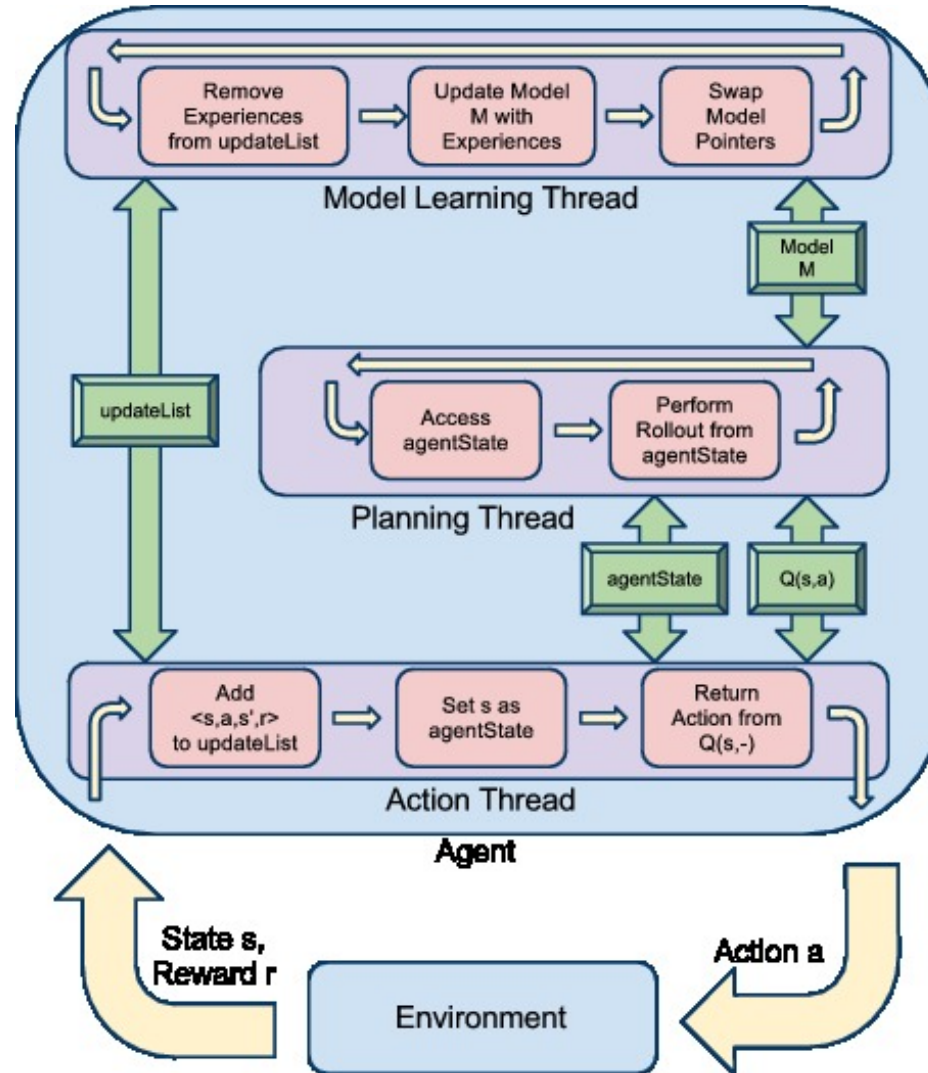 Remove
Experiences
from updateList
Update Model
M with
Experiences
Swap
Model
Pointers
Model Learning Thread
Model
M
updateList
Access
agentState
Perform
Rollout from
agentState
Planning Thread
agentState
Q(s,a)
Add
<s,a,s',r>
to updateList
Set s as
agentState
Return
Action from
Q(s,-)
Action Thread
Agent
State s,
Reward r
Action a
Environment